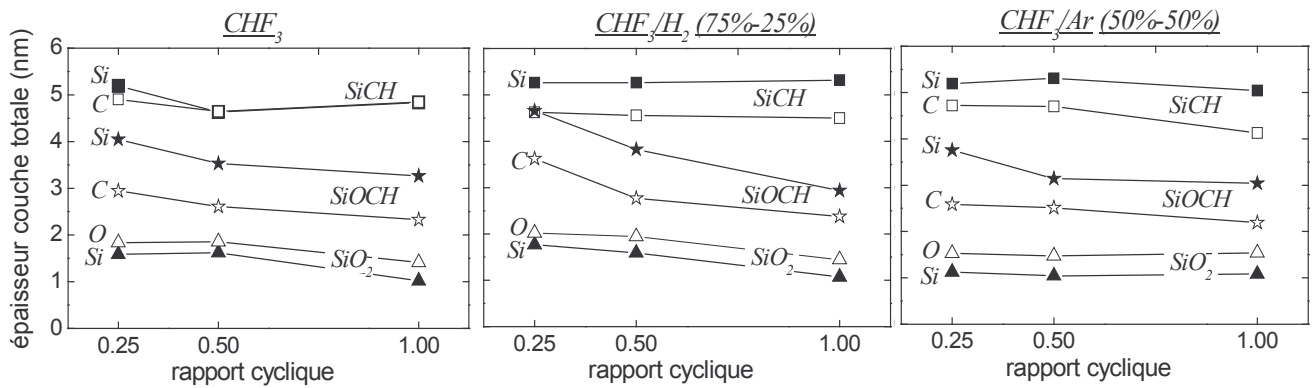 CHF3 CHF3/H2 (75%-25%) CHF3/Ar (50%-50%)
épaisseur couche totale (nm)
6
5
4
3
2
1
0
Si
C
SiCH
Si
C
SiOCH
O
Si
SiO2
0.25 0.50 1.00
rapport cyclique
Si
SiCH
C
SiOCH
O
Si
SiO2
0.25 0.50 1.00
rapport cyclique
Si
C
SiCH
Si
C
SiOCH
O
Si
SiO2
0.25 0.50 1.00
rapport cyclique